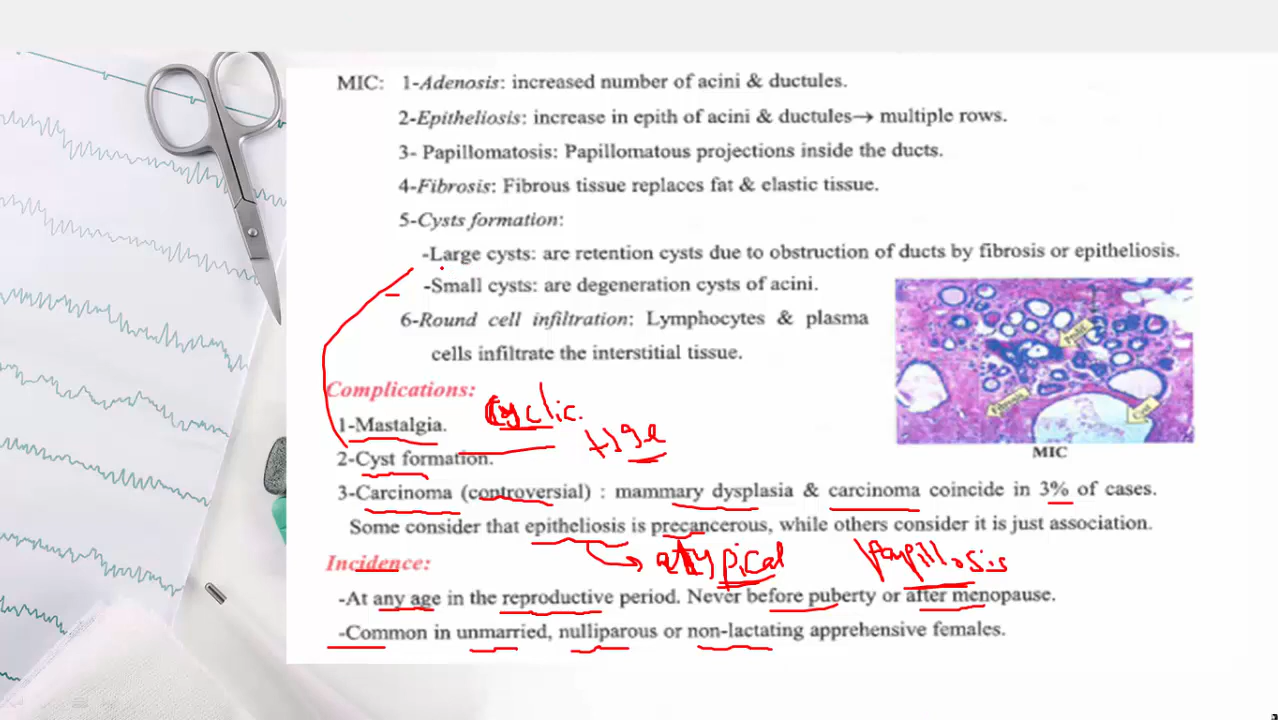 MIC: 1-Adenosis: increased number of acini & ductules.
2-Epitheliosis: increase in epith of acini & ductules→ multiple rows.
3- Papillomatosis: Papillomatous projections inside the ducts.
4-Fibrosis: Fibrous tissue replaces fat & elastic tissue.
5-Cysts formation:
-Large cysts: are retention cysts due to obstruction of ducts by fibrosis or epitheliosis.
-Small cysts: are degeneration cysts of acini.
6-Round cell infiltration: Lymphocytes & plasma
cells infiltrate the interstitial tissue.
Fibrosis
Cyst
MIC
Complications:
1-Mastalgia.
cyclic.
2-Cyst formation.
3-Carcinoma (controversial) : mammary dysplasia & carcinoma coincide in 3% of cases.
Some consider that epitheliosis is precancerous, while others consider it is just association.
atypical
Incidence:
-At any age in the reproductive period. Never before puberty or after menopause.
-Common in unmarried, nulliparous or non-lactating apprehensive females.